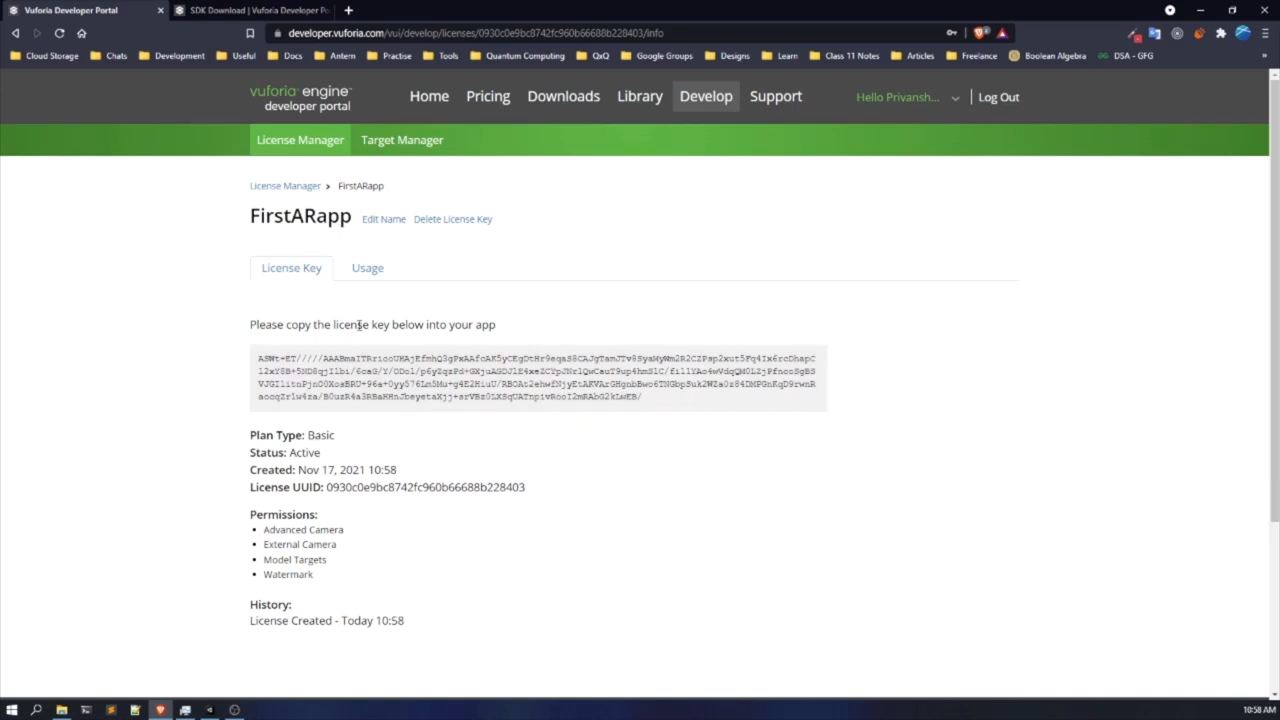 Vuforia Developer Portal
SDK Download | Vuforia Developer Po
developer.vuforia.com/vui/develop/licenses/0930c0e9bc8742fc960b66688b228403/info
Cloud Storage Chats Development Useful Docs Antern Practise Tools Quantum Computing QxQ Google Groups Designs Learn Class 11 Notes Articles Freelance Boolean Algebra DSA - GFG
vuforia engine
developer portal
Home Pricing Downloads Library Develop Support
Hello Privansh... Log Out
License Manager Target Manager
License Manager > FirstARapp
FirstARapp Edit Name Delete License Key
License Key Usage
Please copy the license key below into your app
Plan Type: Basic
Status: Active
Created: Nov 17, 2021 10:58
License UUID: 0930c0e9bc8742fc960b66688b228403
Permissions:
• Advanced Camera
• External Camera
• Model Targets
• Watermark
History:
License Created - Today 10:58
10:58 AM